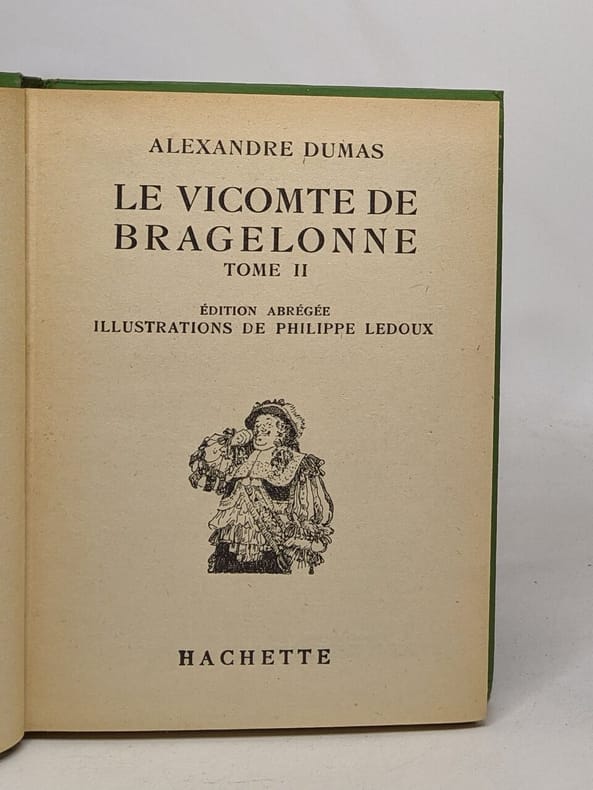 ALEXANDRE DUMAS
LE VICOMTE DE
BRAGELONNE
TOME II
ÉDITION ABRÉGÉE
ILLUSTRATIONS DE PHILIPPE LEDOUX
HACHETTE